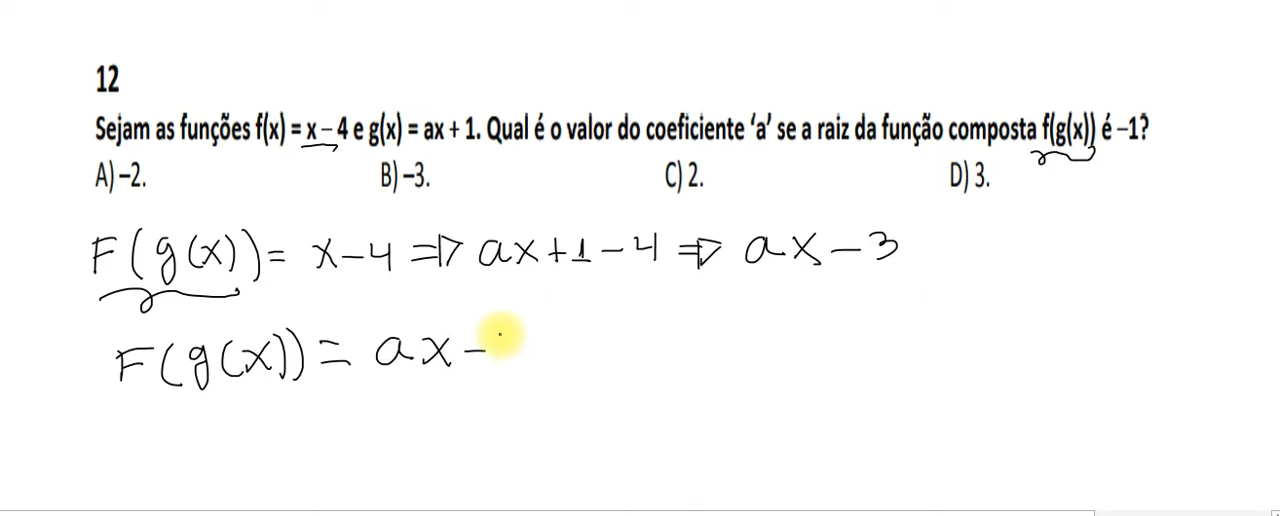 12
Sejam as funções f(x) = x – 4 e g(x) = ax + 1. Qual é o valor do coeficiente ‘a’ se a raiz da função composta f(g(x)) é –1?
A) –2. B) –3. C) 2. D) 3.
F(g(x)) = x – 4 ⇒ ax + 1 – 4 ⇒ ax – 3
F(g(x)) = ax –